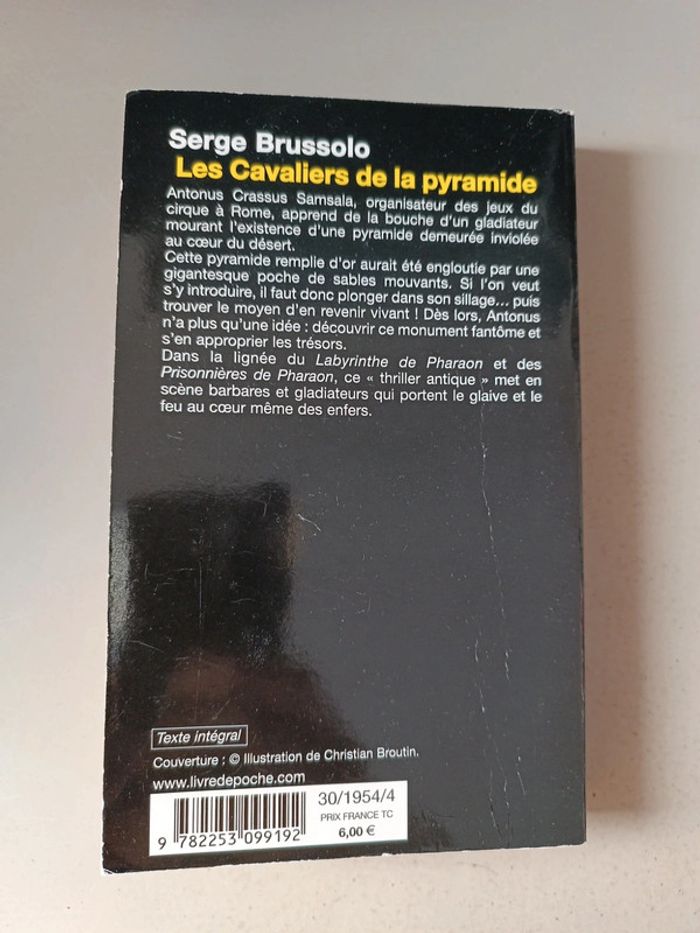 Serge Brussolo
Les Cavaliers de la pyramide
Antonus Crassus Samsala, organisateur des jeux du
cirque à Rome, apprend de la bouche d'un gladiateur
mourant l'existence d'une pyramide demeurée inviolée
au cœur du désert.
Cette pyramide remplie d'or aurait été engloutie par une
gigantesque poche de sables mouvants. Si l'on veut
s'y introduire, il faut donc plonger dans son sillage... puis
trouver le moyen d'en revenir vivant ! Dès lors, Antonus
n'a plus qu'une idée : découvrir ce monument fantôme et
s'en approprier les trésors.
Dans la lignée du Labyrinthe de Pharaon et des
Prisonnières de Pharaon, ce « thriller antique » met en
scène barbares et gladiateurs qui portent le glaive et le
feu au cœur même des enfers.
Texte intégral
Couverture : © Illustration de Christian Broutin.
www.livredepoche.com
30/1954/4
PRIX FRANCE TC
6,00 €
9 782253 099192